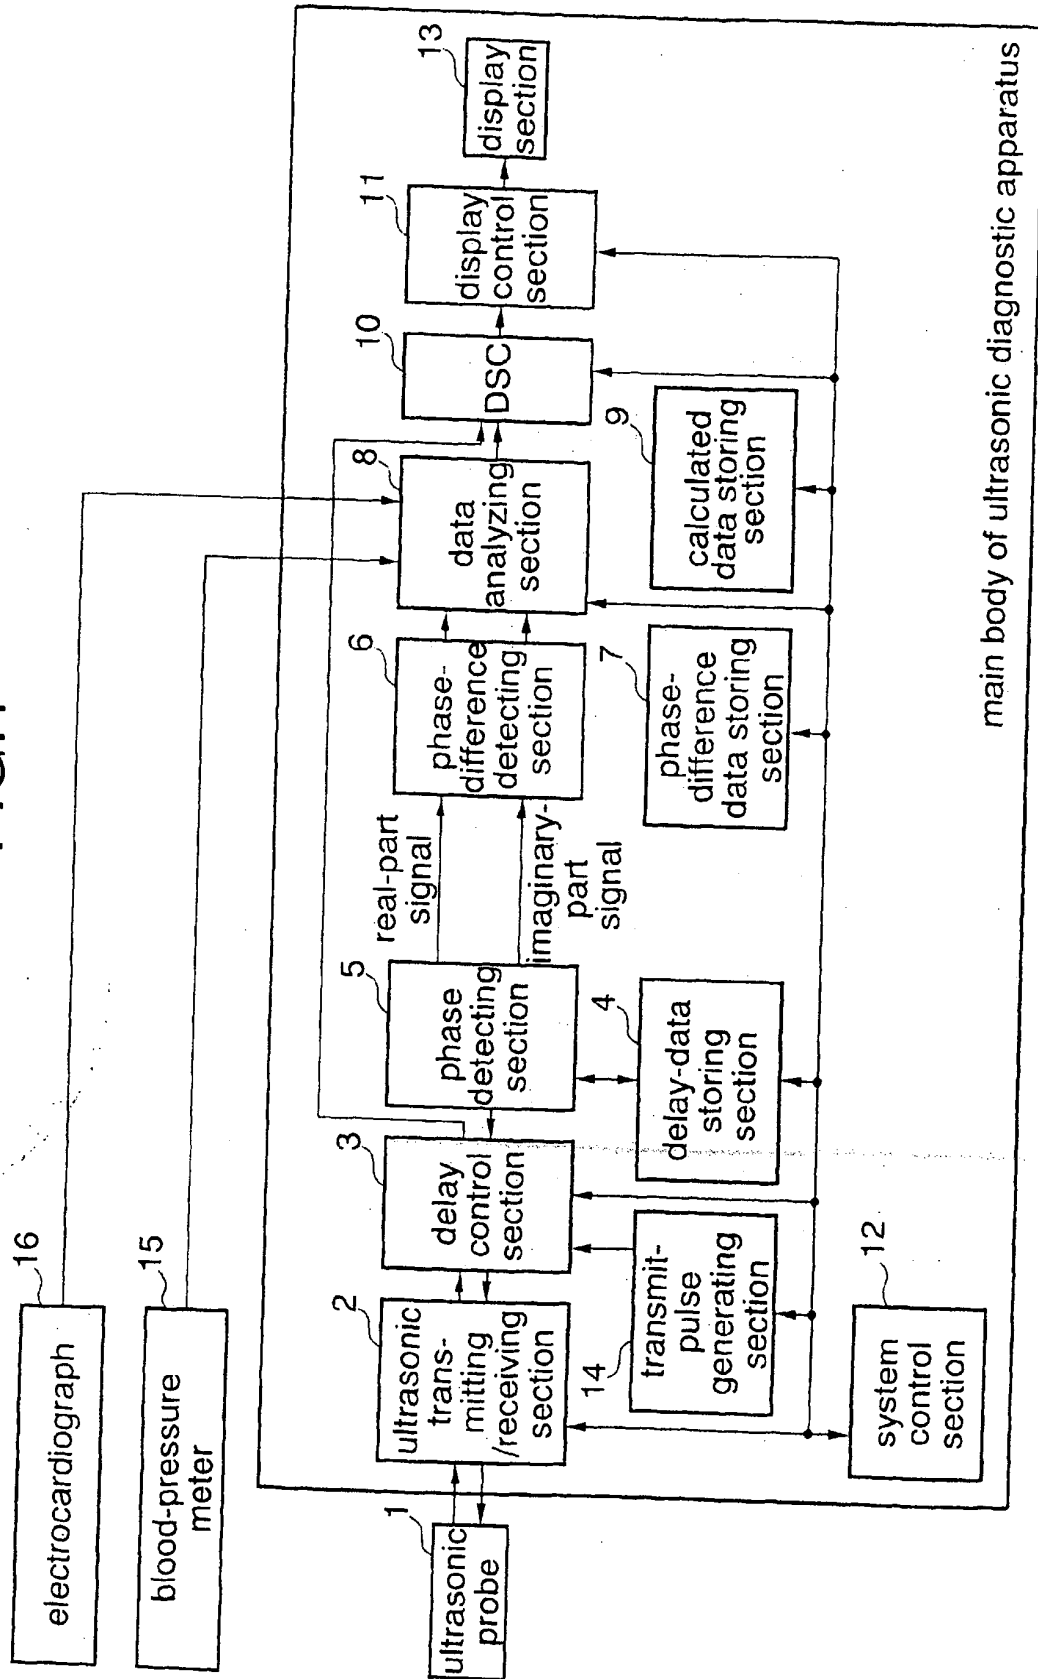 16
electrocardiograph
15
blood-pressure
meter
1
ultrasonic
probe
2
ultrasonic
trans-
mitting
/receiving
section
3
delay
control
section
5
phase
detecting
section
real-part
signal
imaginary-
part
signal
6
phase-
difference
detecting
section
8
data
analyzing
section
10
DSC
11
display
control
section
13
display
section
14
transmit-
pulse
generating
section
4
delay-data
storing
section
7
phase-
difference
data storing
section
9
calculated
data storing
section
12
system
control
section
main body of ultrasonic diagnostic apparatus